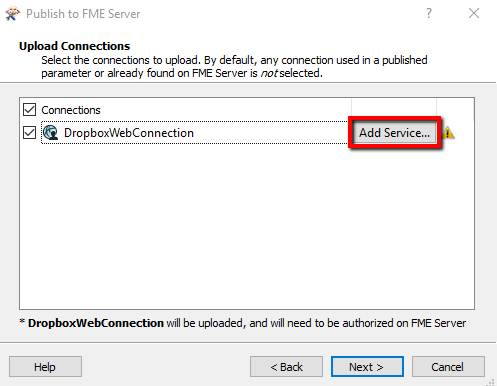 Publish to FME Server
? ×
Upload Connections
Select the connections to upload. By default, any connection used in a published
parameter or already found on FME Server is not selected.
Connections
DropboxWebConnection Add Service...
* DropboxWebConnection will be uploaded, and will need to be authorized on FME Server
Help < Back Next > Cancel